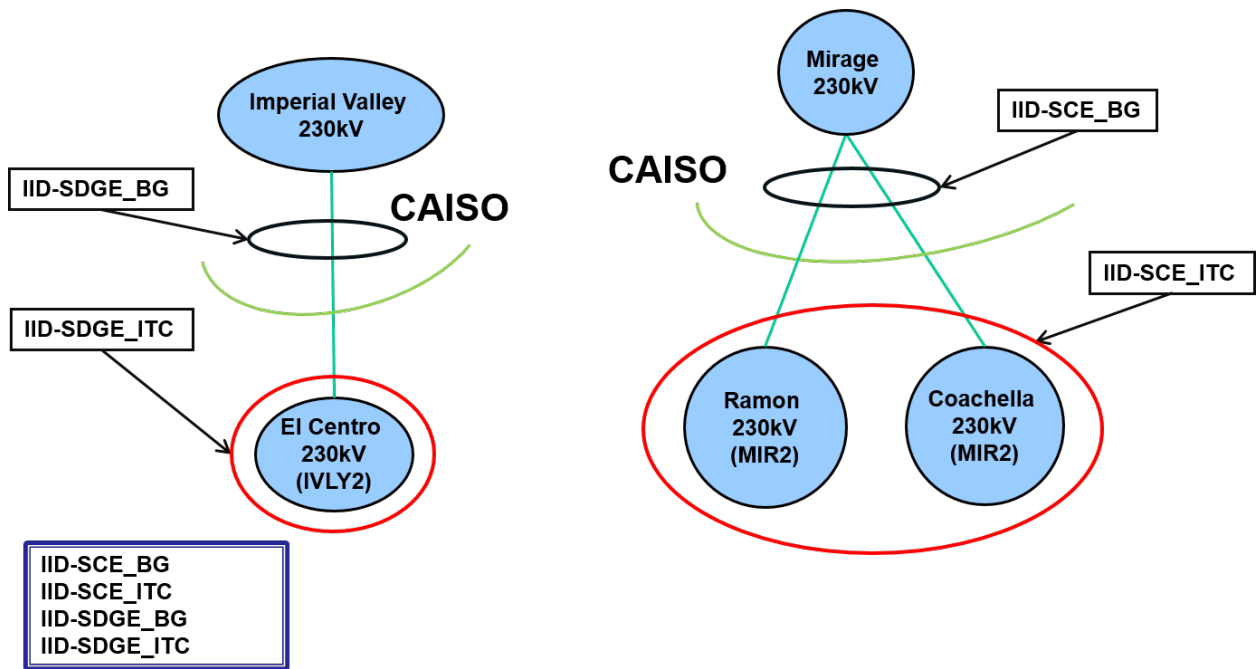 Imperial Valley
230kV
IID-SDGE_BG
CAISO
IID-SDGE_ITC
El Centro
230kV
(IVLY2)
Mirage
230kV
IID-SCE_BG
CAISO
IID-SCE_ITC
Ramon
230kV
(MIR2)
Coachella
230kV
(MIR2)
IID-SCE_BG
IID-SCE_ITC
IID-SDGE_BG
IID-SDGE_ITC